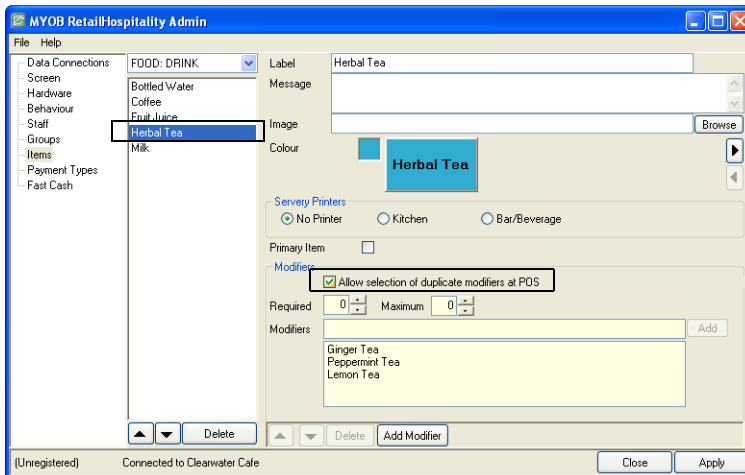 MYOB RetailHospitality Admin
File Help
Data Connections
Screen
Hardware
Behaviour
Staff
Groups
Items
Payment Types
Fast Cash
FOOD: DRINK
Bottled Water
Coffee
Fruit Juice
Herbal Tea
Milk
Delete
Label Herbal Tea
Message
Image Browse
Colour Herbal Tea
Servery Printers
No Printer Kitchen Bar/Beverage
Primary Item
Modifiers
Allow selection of duplicate modifiers at POS
Required 0 Maximum 0
Modifiers Add
Ginger Tea
Peppermint Tea
Lemon Tea
Delete Add Modifier
(Unregistered) Connected to Clearwater Cafe Close Apply